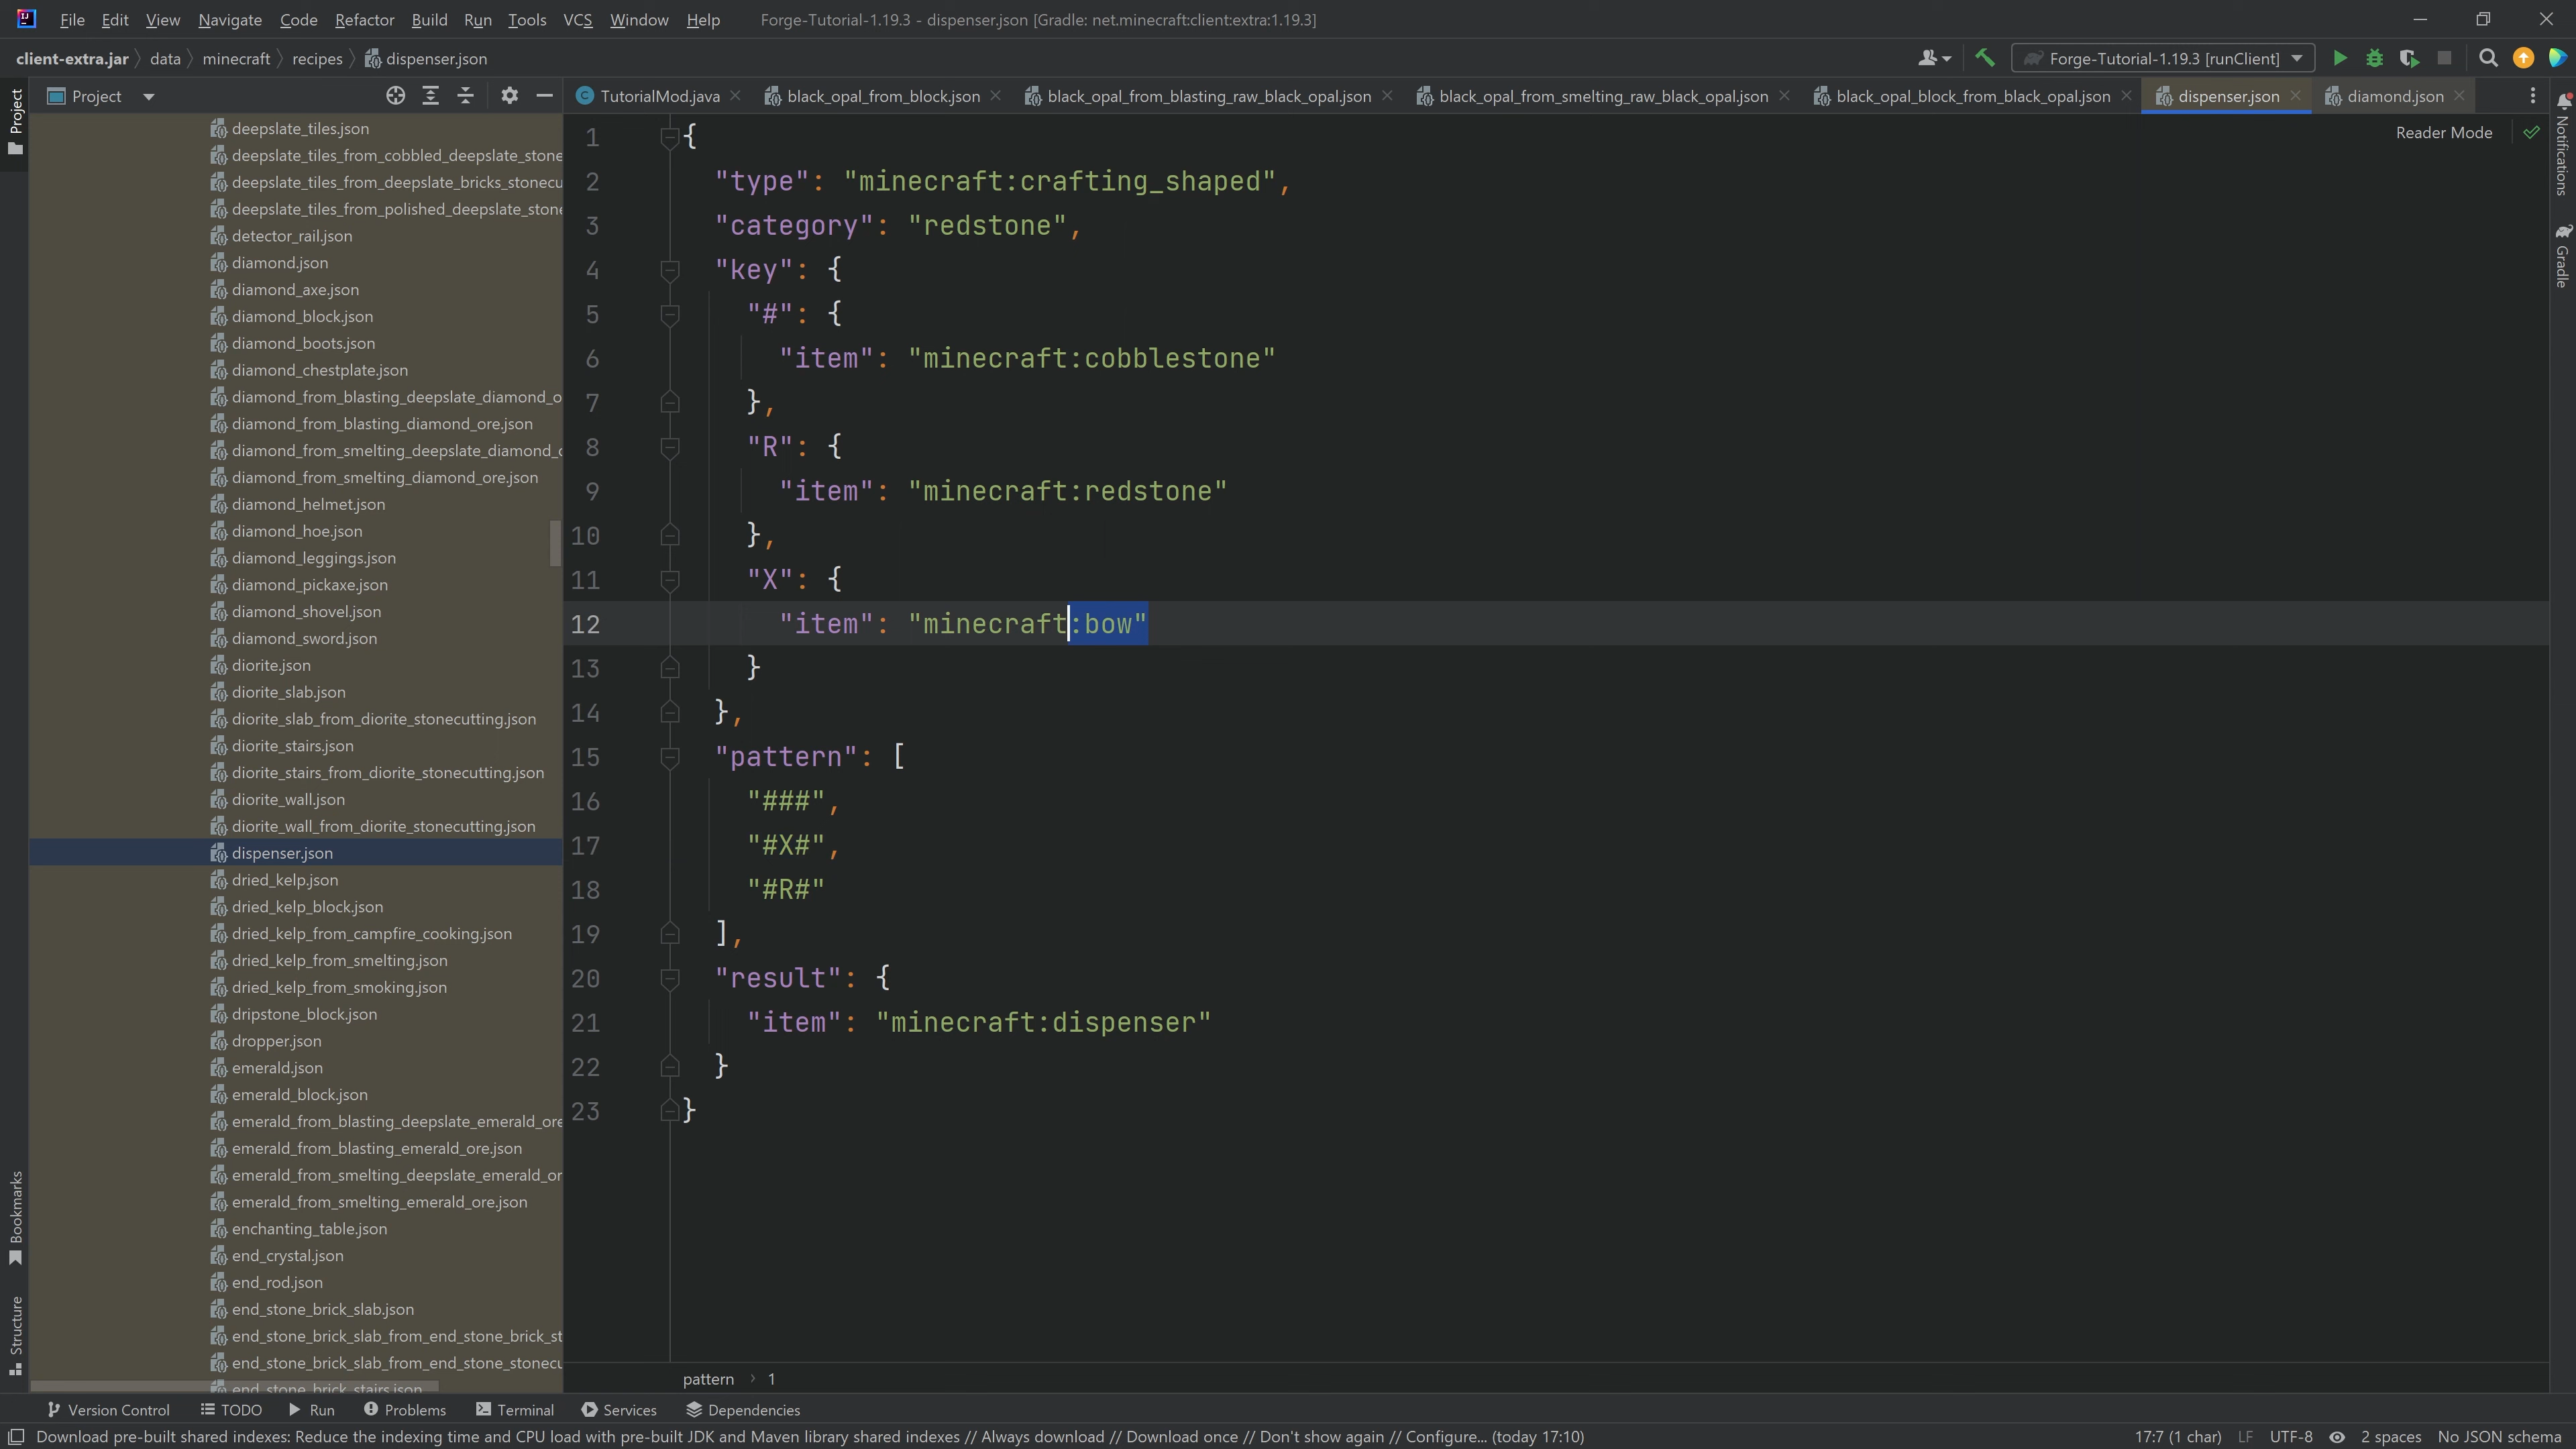 File Edit View Navigate Code Refactor Build Run Tools VCS Window Help Forge-Tutorial-1.19.3 - dispenser.json [Gradle: net.minecraft:client:extra:1.19.3]
client-extra.jar data minecraft recipes dispenser.json Forge-Tutorial-1.19.3 [runClient]
Project TutorialMod.java black_opal_from_block.json black_opal_from_blasting_raw_black_opal.json black_opal_from_smelting_raw_black_opal.json black_opal_block_from_black_opal.json dispenser.json diamond.json
Project
Bookmarks
Structure
deepslate_tiles.json
deepslate_tiles_from_cobbled_deepslate_stone
deepslate_tiles_from_deepslate_bricks_stonecu
deepslate_tiles_from_polished_deepslate_stone
detector_rail.json
diamond.json
diamond_axe.json
diamond_block.json
diamond_boots.json
diamond_chestplate.json
diamond_from_blasting_deepslate_diamond_o
diamond_from_blasting_diamond_ore.json
diamond_from_smelting_deepslate_diamond_o
diamond_from_smelting_diamond_ore.json
diamond_helmet.json
diamond_hoe.json
diamond_leggings.json
diamond_pickaxe.json
diamond_shovel.json
diamond_sword.json
diorite.json
diorite_slab.json
diorite_slab_from_diorite_stonecutting.json
diorite_stairs.json
diorite_stairs_from_diorite_stonecutting.json
diorite_wall.json
diorite_wall_from_diorite_stonecutting.json
dispenser.json
dried_kelp.json
dried_kelp_block.json
dried_kelp_from_campfire_cooking.json
dried_kelp_from_smelting.json
dried_kelp_from_smoking.json
dripstone_block.json
dropper.json
emerald.json
emerald_block.json
emerald_from_blasting_deepslate_emerald_ore
emerald_from_blasting_emerald_ore.json
emerald_from_smelting_deepslate_emerald_or
emerald_from_smelting_emerald_ore.json
enchanting_table.json
end_crystal.json
end_rod.json
end_stone_brick_slab.json
end_stone_brick_slab_from_end_stone_brick_st
end_stone_brick_slab_from_end_stone_stonecu
end_stone_brick_stairs.json
Reader Mode
1 {
2 "type": "minecraft:crafting_shaped",
3 "category": "redstone",
4 "key": {
5 "#": {
6 "item": "minecraft:cobblestone"
7 },
8 "R": {
9 "item": "minecraft:redstone"
10 },
11 "X": {
12 "item": "minecraft:bow"
13 }
14 },
15 "pattern": [
16 "###",
17 "#X#",
18 "#R#"
19 ],
20 "result": {
21 "item": "minecraft:dispenser"
22 }
23 }
Notifications
Gradle
pattern 1
Version Control TODO Run Problems Terminal Services Dependencies
Download pre-built shared indexes: Reduce the indexing time and CPU load with pre-built JDK and Maven library shared indexes // Always download // Download once // Don't show again // Configure... (today 17:10) 17:7 (1 char) LF UTF-8 2 spaces No JSON schema